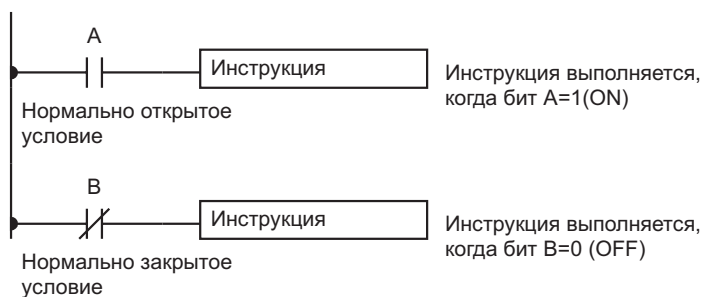 A
Инструкция
Инструкция выполняется,
когда бит A=1(ON)
Нормально открытое
условие
B
Инструкция
Инструкция выполняется,
когда бит B=0 (OFF)
Нормально закрытое
условие